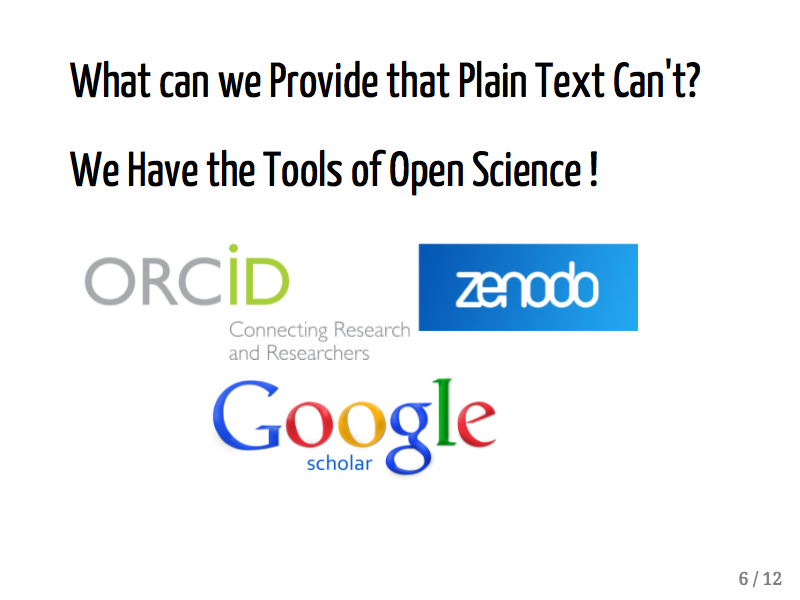 What can we Provide that Plain Text Can't?
We Have the Tools of Open Science !
ORCiD
Connecting Research
and Researchers
zenodo
Google
scholar
6 / 12